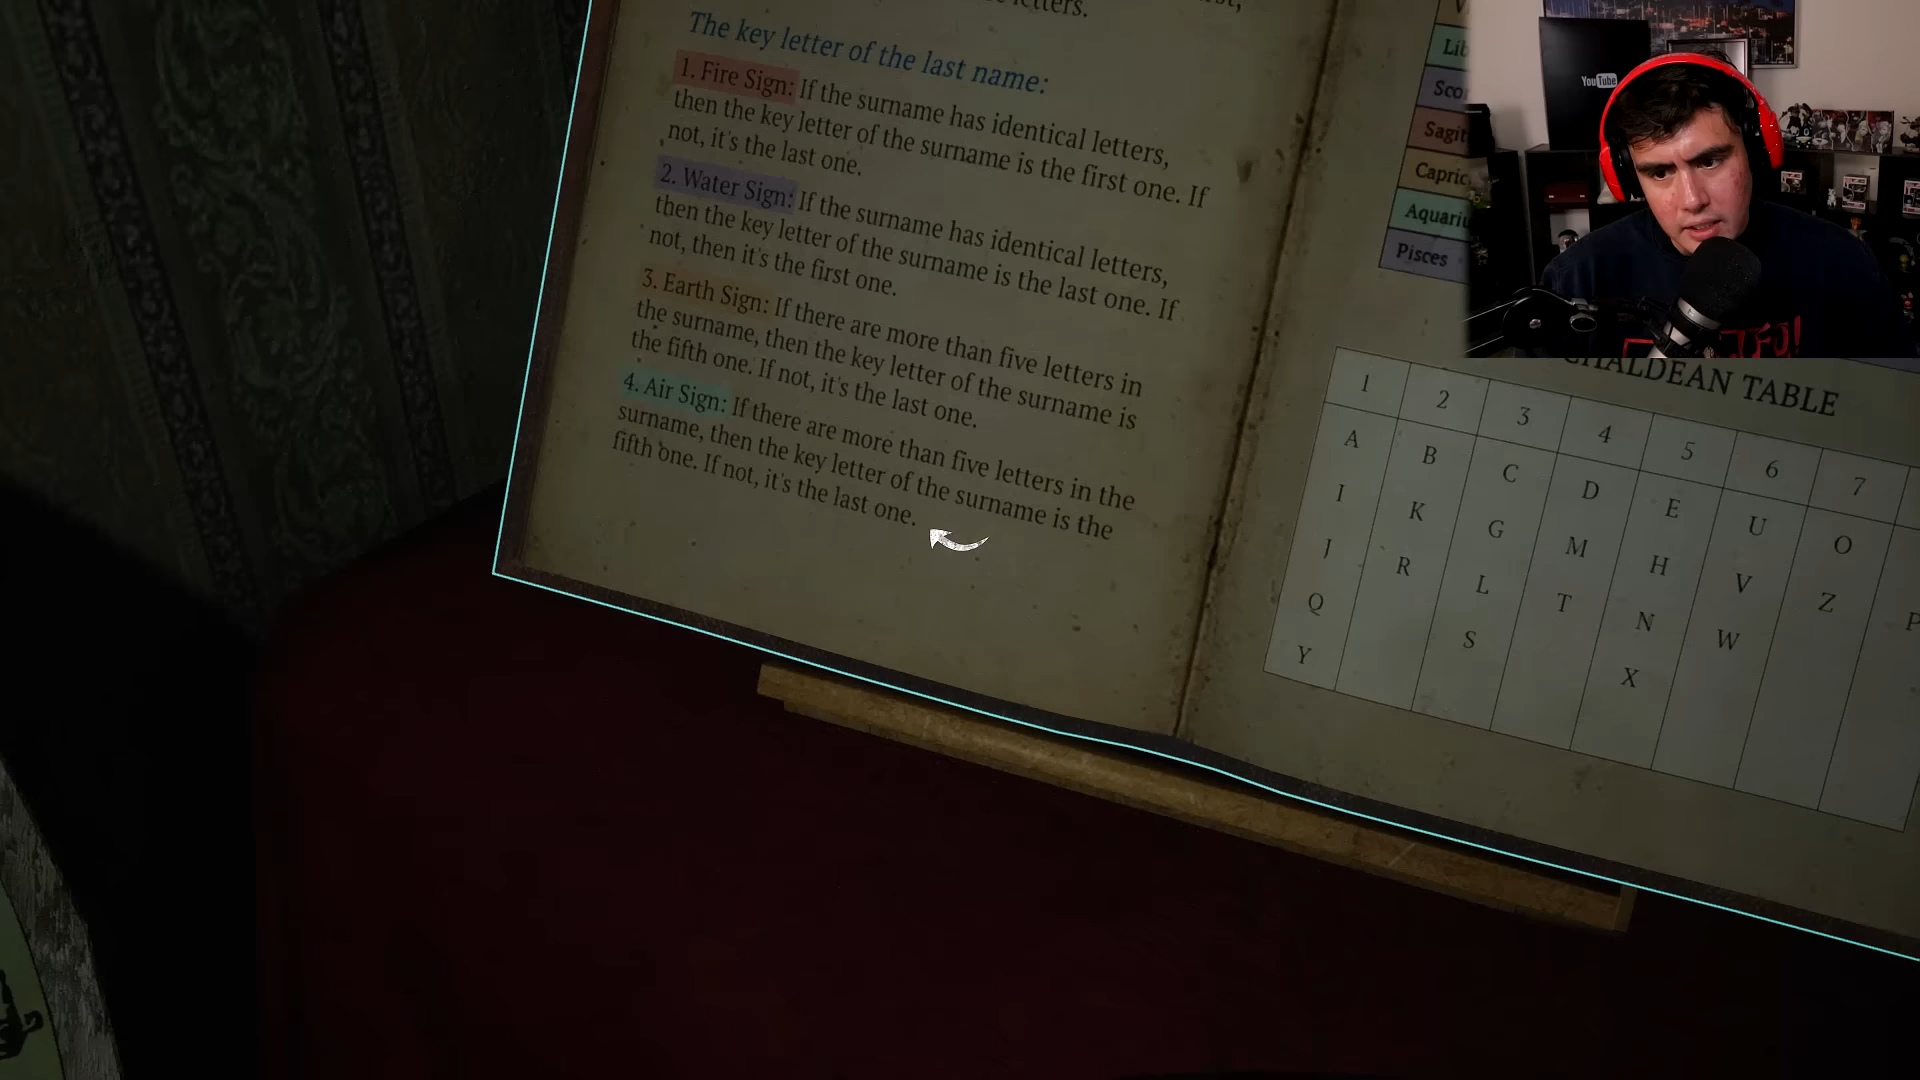 letters.
The key letter of the last name:
1. Fire Sign: If the surname has identical letters,
then the key letter of the surname is the first one. If
not, it's the last one.
2. Water Sign: If the surname has identical letters,
then the key letter of the surname is the last one. If
not, then it's the first one.
3. Earth Sign: If there are more than five letters in
the surname, then the key letter of the surname is
the fifth one. If not, it's the last one.
4. Air Sign: If there are more than five letters in the
surname, then the key letter of the surname is the
fifth one. If not, it's the last one.
Lib
Sco
Sagit
Capric
Aquariu
Pisces
YouTube
CHALDEAN TABLE
1 2 3 4 5 6 7
A B C D E U O
I K G M H V Z P
J R L T N W
Q S X
Y